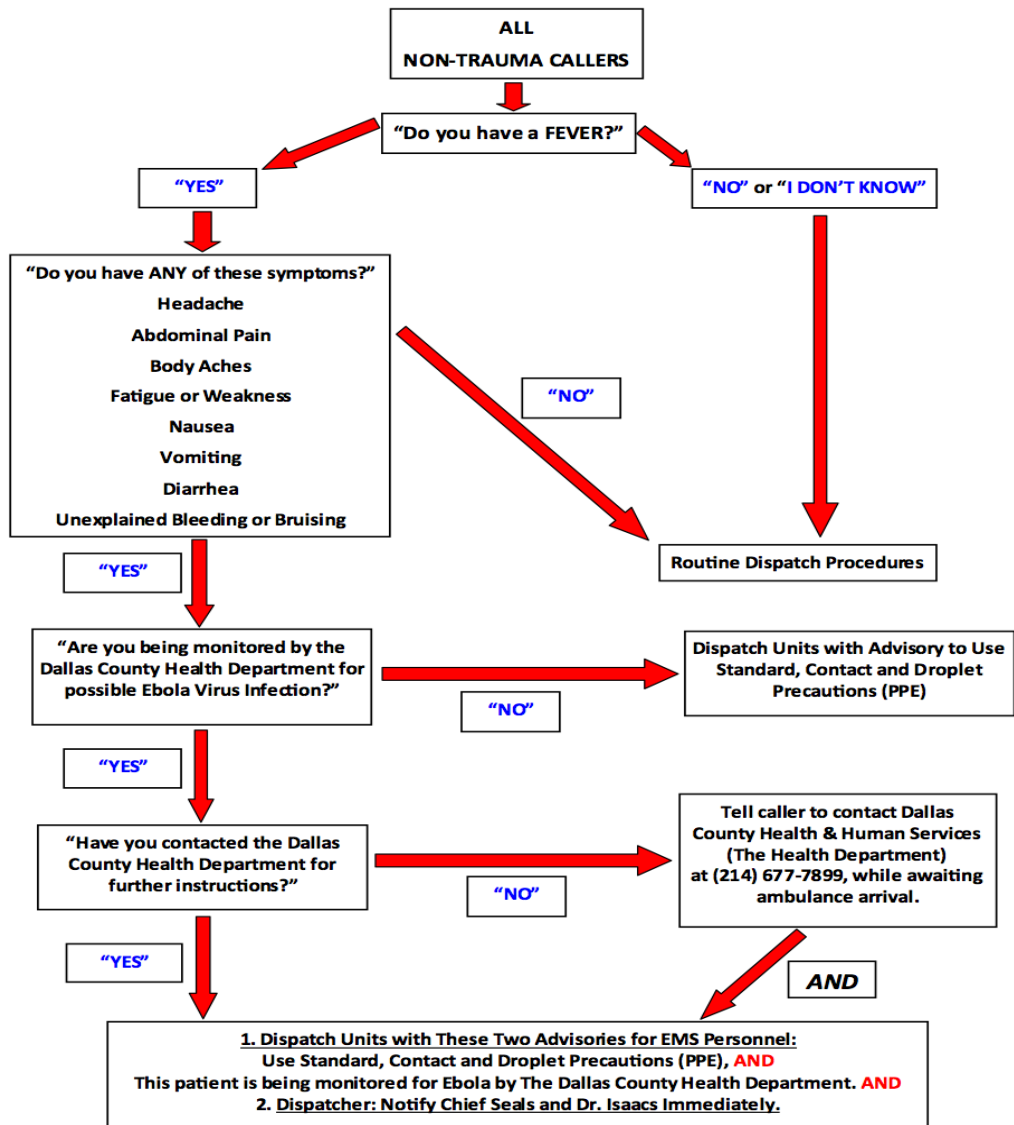 ALL
NON-TRAUMA CALLERS
“Do you have a FEVER?”
“YES”
“NO” or “I DON’T KNOW”
“Do you have ANY of these symptoms?”
Headache
Abdominal Pain
Body Aches
Fatigue or Weakness
Nausea
Vomiting
Diarrhea
Unexplained Bleeding or Bruising
“NO”
Routine Dispatch Procedures
“YES”
“Are you being monitored by the
Dallas County Health Department for
possible Ebola Virus Infection?”
“NO”
Dispatch Units with Advisory to Use
Standard, Contact and Droplet
Precautions (PPE)
“YES”
“Have you contacted the Dallas
County Health Department for
further instructions?”
“NO”
Tell caller to contact Dallas
County Health & Human Services
(The Health Department)
at (214) 677-7899, while awaiting
ambulance arrival.
“YES”
AND
1. Dispatch Units with These Two Advisories for EMS Personnel:
Use Standard, Contact and Droplet Precautions (PPE), AND
This patient is being monitored for Ebola by The Dallas County Health Department. AND
2. Dispatcher: Notify Chief Seals and Dr. Isaacs Immediately.